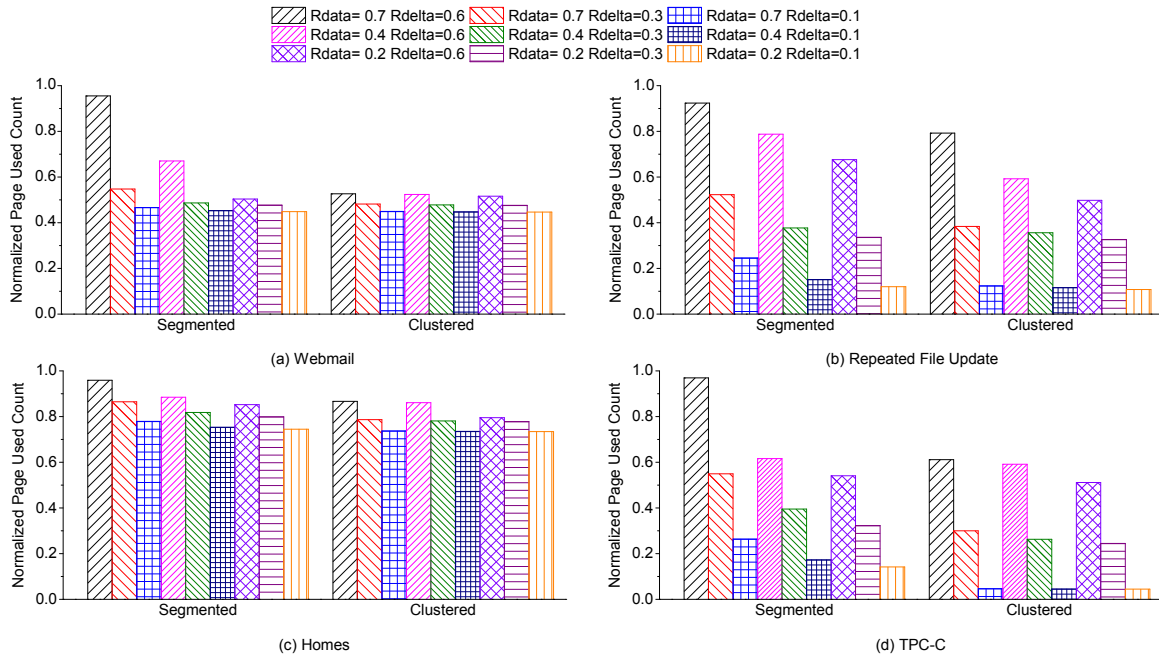 Rdata= 0.7 Rdelta=0.6 Rdata= 0.7 Rdelta=0.3 Rdata= 0.7 Rdelta=0.1
Rdata= 0.4 Rdelta=0.6 Rdata= 0.4 Rdelta=0.3 Rdata= 0.4 Rdelta=0.1
Rdata= 0.2 Rdelta=0.6 Rdata= 0.2 Rdelta=0.3 Rdata= 0.2 Rdelta=0.1
Normalized Page Used Count
1.0
0.8
0.6
0.4
0.2
0.0
Segmented Clustered
(a) Webmail
Normalized Page Used Count
1.0
0.8
0.6
0.4
0.2
0.0
Segmented Clustered
(b) Repeated File Update
Normalized Page Used Count
1.0
0.8
0.6
0.4
0.2
0.0
Segmented Clustered
(c) Homes
Normalized Page Used Count
1.0
0.8
0.6
0.4
0.2
0.0
Segmented Clustered
(d) TPC-C